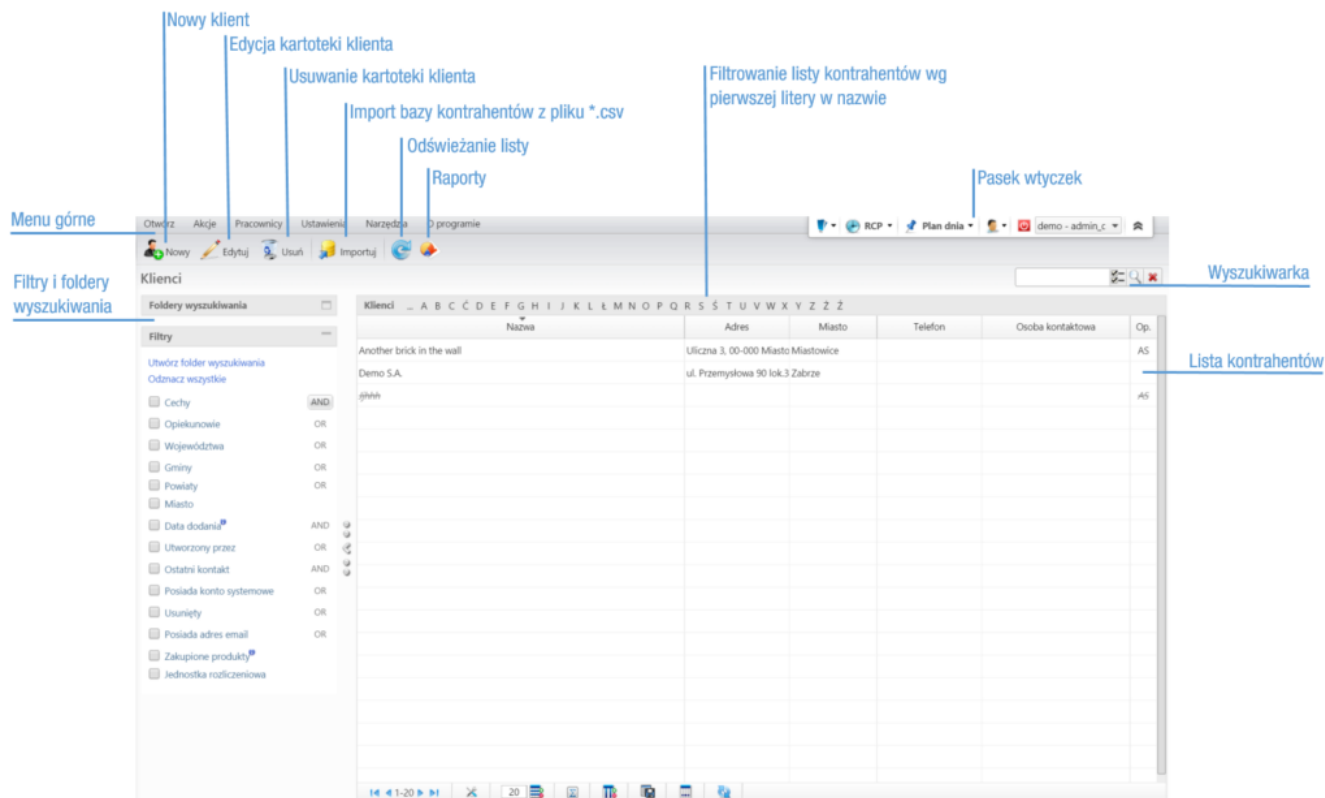 Nowy klient
Edycja kartoteki klienta
Usuwanie kartoteki klienta
Filtrowanie listy kontrahentów wg
pierwszej litery w nazwie
Import bazy kontrahentów z pliku *.csv
Odświeżanie listy
Raporty
Pasek wtyczek
Menu górne
Otwórz Akcje Pracownicy Ustawienia Narzędzia O programie
RCP Plan dnia demo - admin_c
Nowy Edytuj Usuń Importuj
Klienci
Wyszukiwarka
Filtry i foldery
wyszukiwania
Foldery wyszukiwania
Klienci _ A B C Ć D E F G H I J K L Ł M N O P Q R S Ś T U V W X Y Z Ż Ź
Filtry
Nazwa Adres Miasto Telefon Osoba kontaktowa Op.
Another brick in the wall Uliczna 3, 00-000 Miasto Miastowice AS
Demo S.A. ul. Przemysłowa 90 lok.3 Zabrze
AS
Lista kontrahentów
Utwórz folder wyszukiwania
Odznacz wszystkie
Cechy AND
Opiekunowie OR
Województwa OR
Gminy OR
Powiaty OR
Miasto
Data dodania AND
Utworzony przez OR
Ostatni kontakt AND
Posiada konto systemowe OR
Usunięty OR
Posiada adres email OR
Zakupione produkty
Jednostka rozliczeniowa
1-20 20